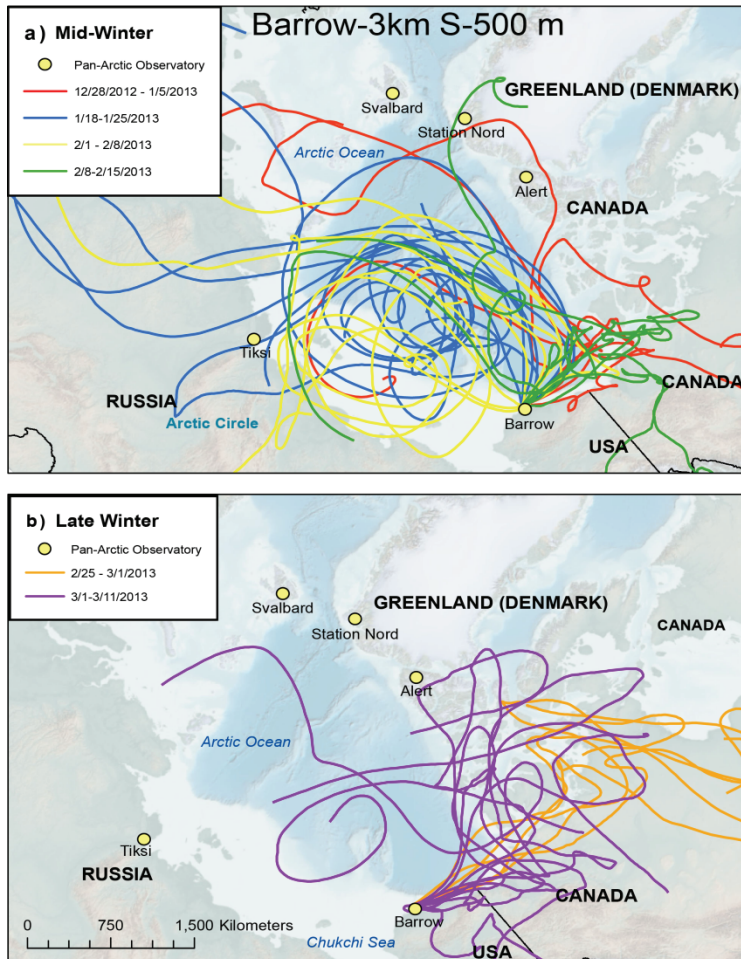 Barrow-3km S-500 m
a) Mid-Winter
Pan-Arctic Observatory
12/28/2012 - 1/5/2013
1/18-1/25/2013
2/1 - 2/8/2013
2/8-2/15/2013
GREENLAND (DENMARK)
Svalbard
Station Nord
Arctic Ocean
Alert
CANADA
Tiksi
CANADA
RUSSIA
Arctic Circle
Barrow
USA
b) Late Winter
Pan-Arctic Observatory
2/25 - 3/1/2013
3/1-3/11/2013
Svalbard
GREENLAND (DENMARK)
Station Nord
CANADA
Alert
Arctic Ocean
Tiksi
RUSSIA
CANADA
Barrow
0 750 1,500 Kilometers
Chukchi Sea
USA